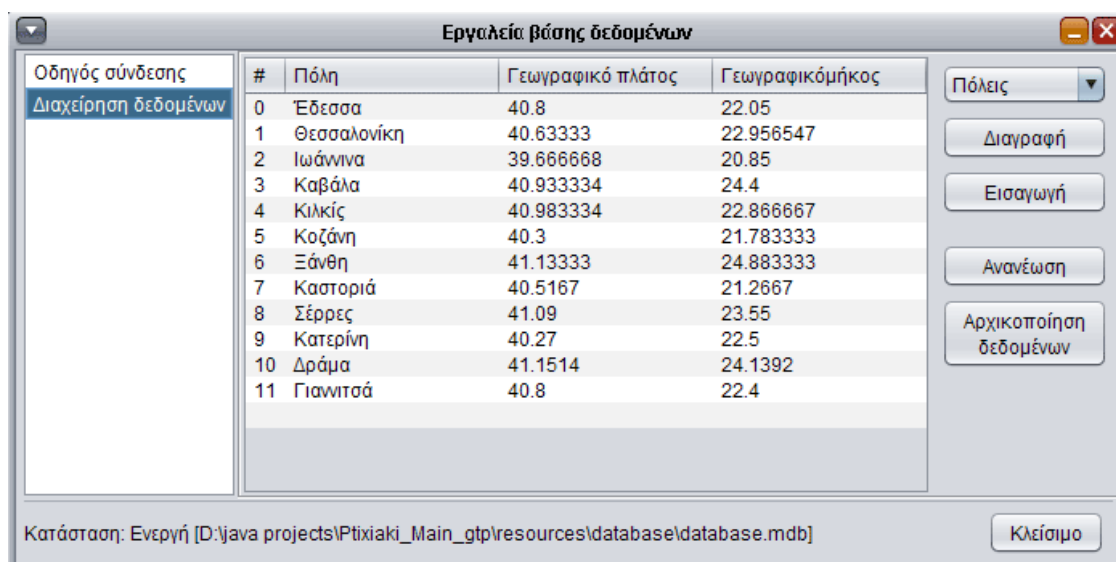 Εργαλεία βάσης δεδομένων
Οδηγός σύνδεσης
Διαχείρηση δεδομένων
# Πόλη Γεωγραφικό πλάτος Γεωγραφικόμήκος
0 Έδεσσα 40.8 22.05
1 Θεσσαλονίκη 40.63333 22.956547
2 Ιωάννινα 39.666668 20.85
3 Καβάλα 40.933334 24.4
4 Κιλκίς 40.983334 22.866667
5 Κοζάνη 40.3 21.783333
6 Ξάνθη 41.13333 24.883333
7 Καστοριά 40.5167 21.2667
8 Σέρρες 41.09 23.55
9 Κατερίνη 40.27 22.5
10 Δράμα 41.1514 24.1392
11 Γιαννιτσά 40.8 22.4
Πόλεις
Διαγραφή
Εισαγωγή
Ανανέωση
Αρχικοποίηση
δεδομένων
Κατάσταση: Ενεργή [D:\java projects\Ptixiaki_Main_gtp\resources\database\database.mdb]
Κλείσιμο